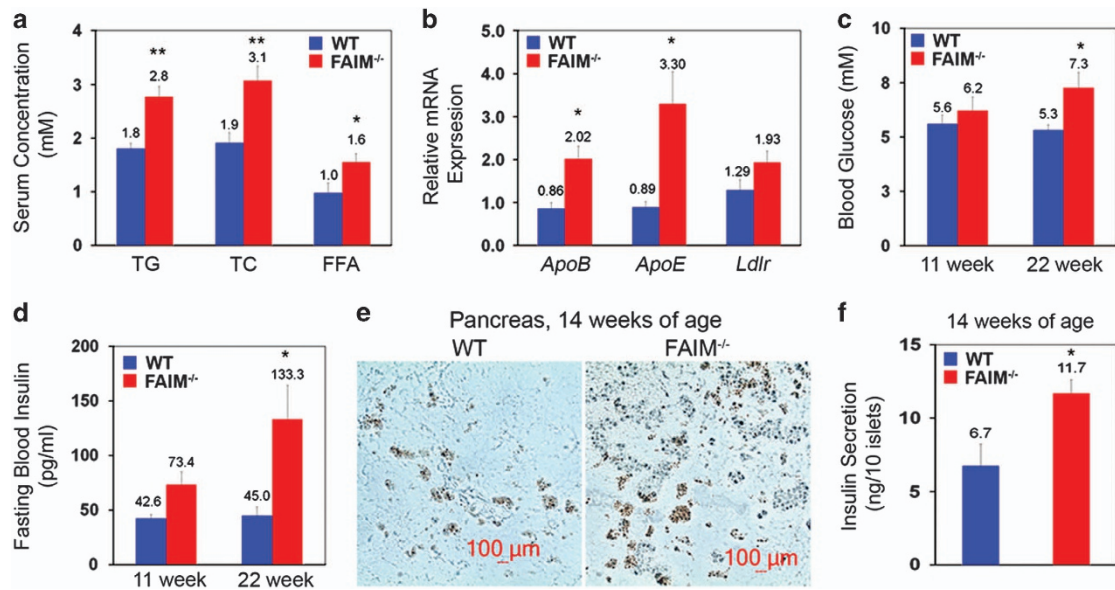 a
Serum Concentration
(mM)
4
3
2
1
0
WT
FAIM-/-
**
**
*
1.8
2.8
1.9
3.1
1.0
1.6
TG
TC
FFA
b
Relative mRNA
Exprsesion
5.0
4.0
3.0
2.0
1.0
0.0
WT
FAIM-/-
*
*
0.86
2.02
0.89
3.30
1.29
1.93
ApoB
ApoE
Ldlr
c
Blood Glucose (mM)
10
8
5
3
0
WT
FAIM-/-
*
5.6
6.2
5.3
7.3
11 week
22 week
d
Fasting Blood Insulin
(pg/ml)
200
150
100
50
0
WT
FAIM-/-
*
42.6
73.4
45.0
133.3
11 week
22 week
e
Pancreas, 14 weeks of age
WT
FAIM-/-
100 µm
100 µm
f
14 weeks of age
Insulin Secretion
(ng/10 islets)
15
10
5
0
WT
FAIM-/-
*
6.7
11.7